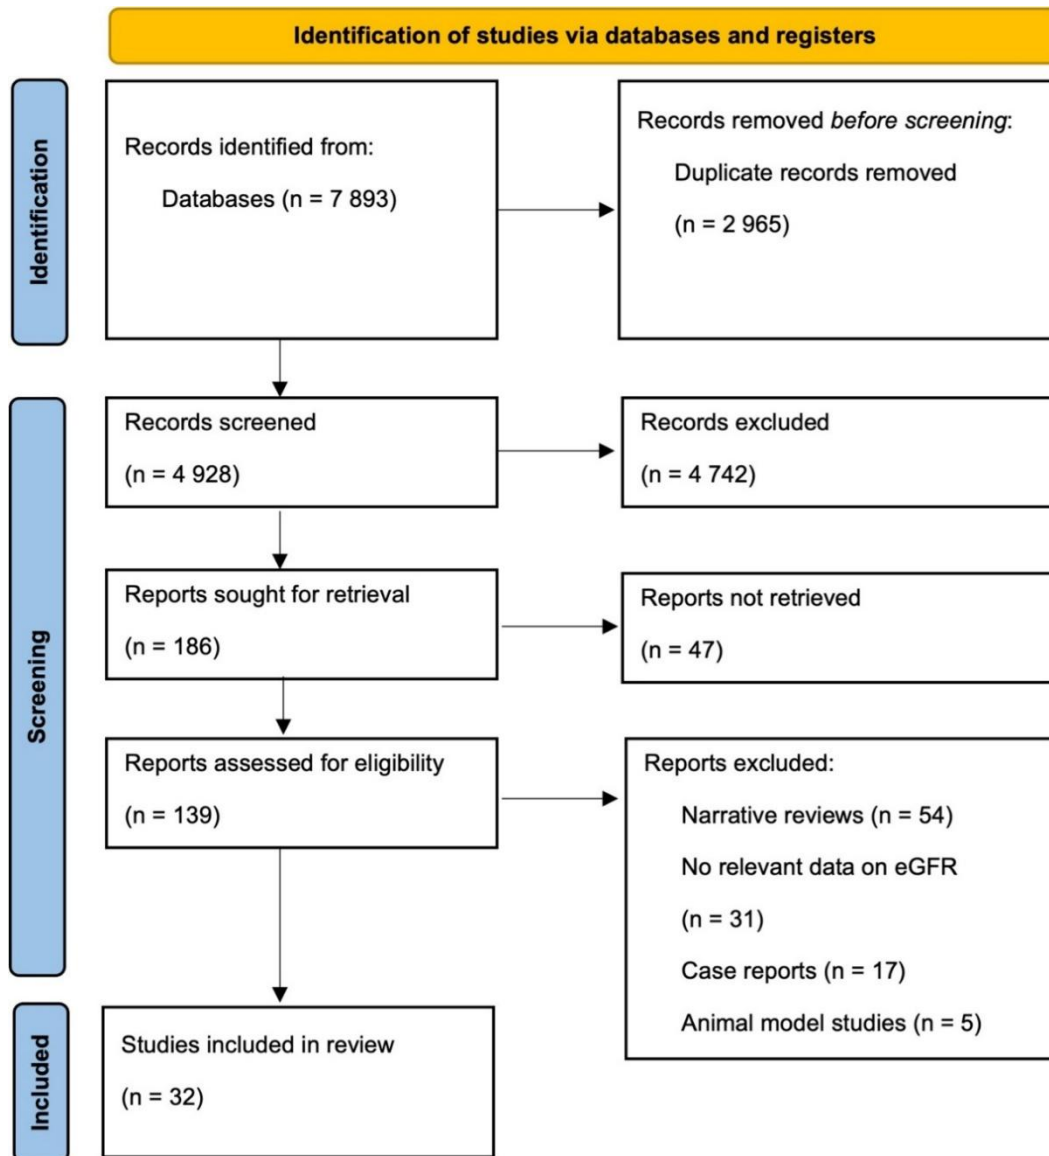 Identification of studies via databases and registers
Identification
Records identified from:
Databases (n = 7 893)
Records removed before screening:
Duplicate records removed
(n = 2 965)
Screening
Records screened
(n = 4 928)
Records excluded
(n = 4 742)
Reports sought for retrieval
(n = 186)
Reports not retrieved
(n = 47)
Reports assessed for eligibility
(n = 139)
Reports excluded:
Narrative reviews (n = 54)
No relevant data on eGFR
(n = 31)
Case reports (n = 17)
Animal model studies (n = 5)
Included
Studies included in review
(n = 32)